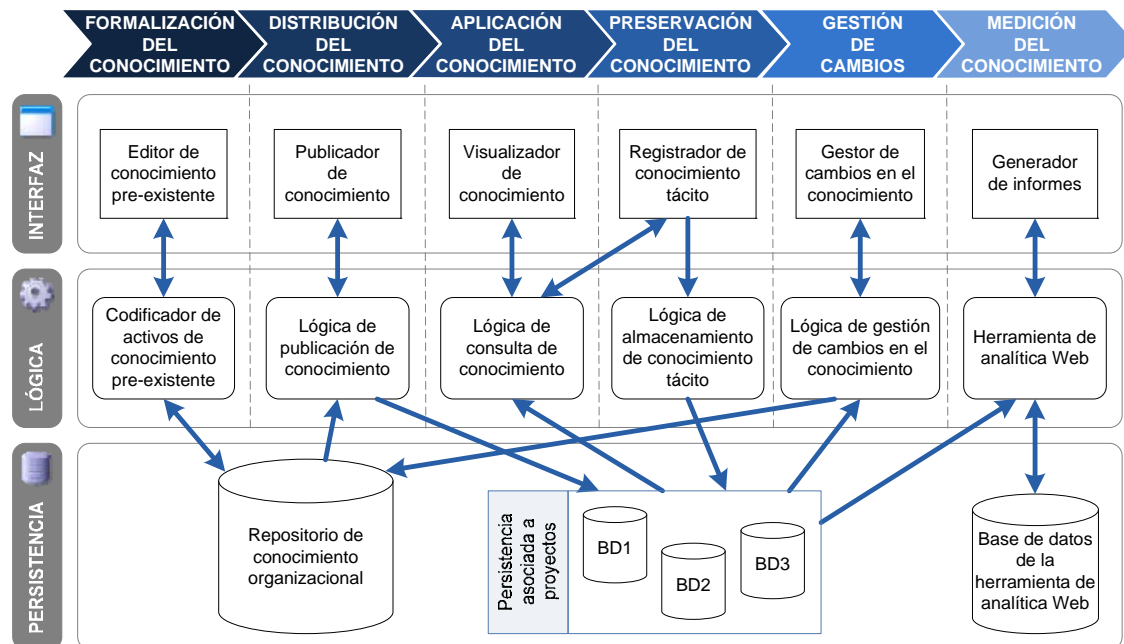 FORMALIZACIÓN
DEL
CONOCIMIENTO
DISTRIBUCIÓN
DEL
CONOCIMIENTO
APLICACIÓN
DEL
CONOCIMIENTO
PRESERVACIÓN
DEL
CONOCIMIENTO
GESTIÓN
DE
CAMBIOS
MEDICIÓN
DEL
CONOCIMIENTO
INTERFAZ
Editor de
conocimiento
pre-existente
Publicador
de
conocimiento
Visualizador
de
conocimiento
Registrador de
conocimiento
tácito
Gestor de
cambios en el
conocimiento
Generador
de informes
LÓGICA
Codificador de
activos de
conocimiento
pre-existente
Lógica de
publicación de
conocimiento
Lógica de
consulta de
conocimiento
Lógica de
almacenamiento
de conocimiento
tácito
Lógica de gestión
de cambios en el
conocimiento
Herramienta de
analítica Web
PERSISTENCIA
Repositorio de
conocimiento
organizacional
Persistencia
asociada a
proyectos
BD1
BD2
BD3
Base de datos
de la
herramienta de
analítica Web